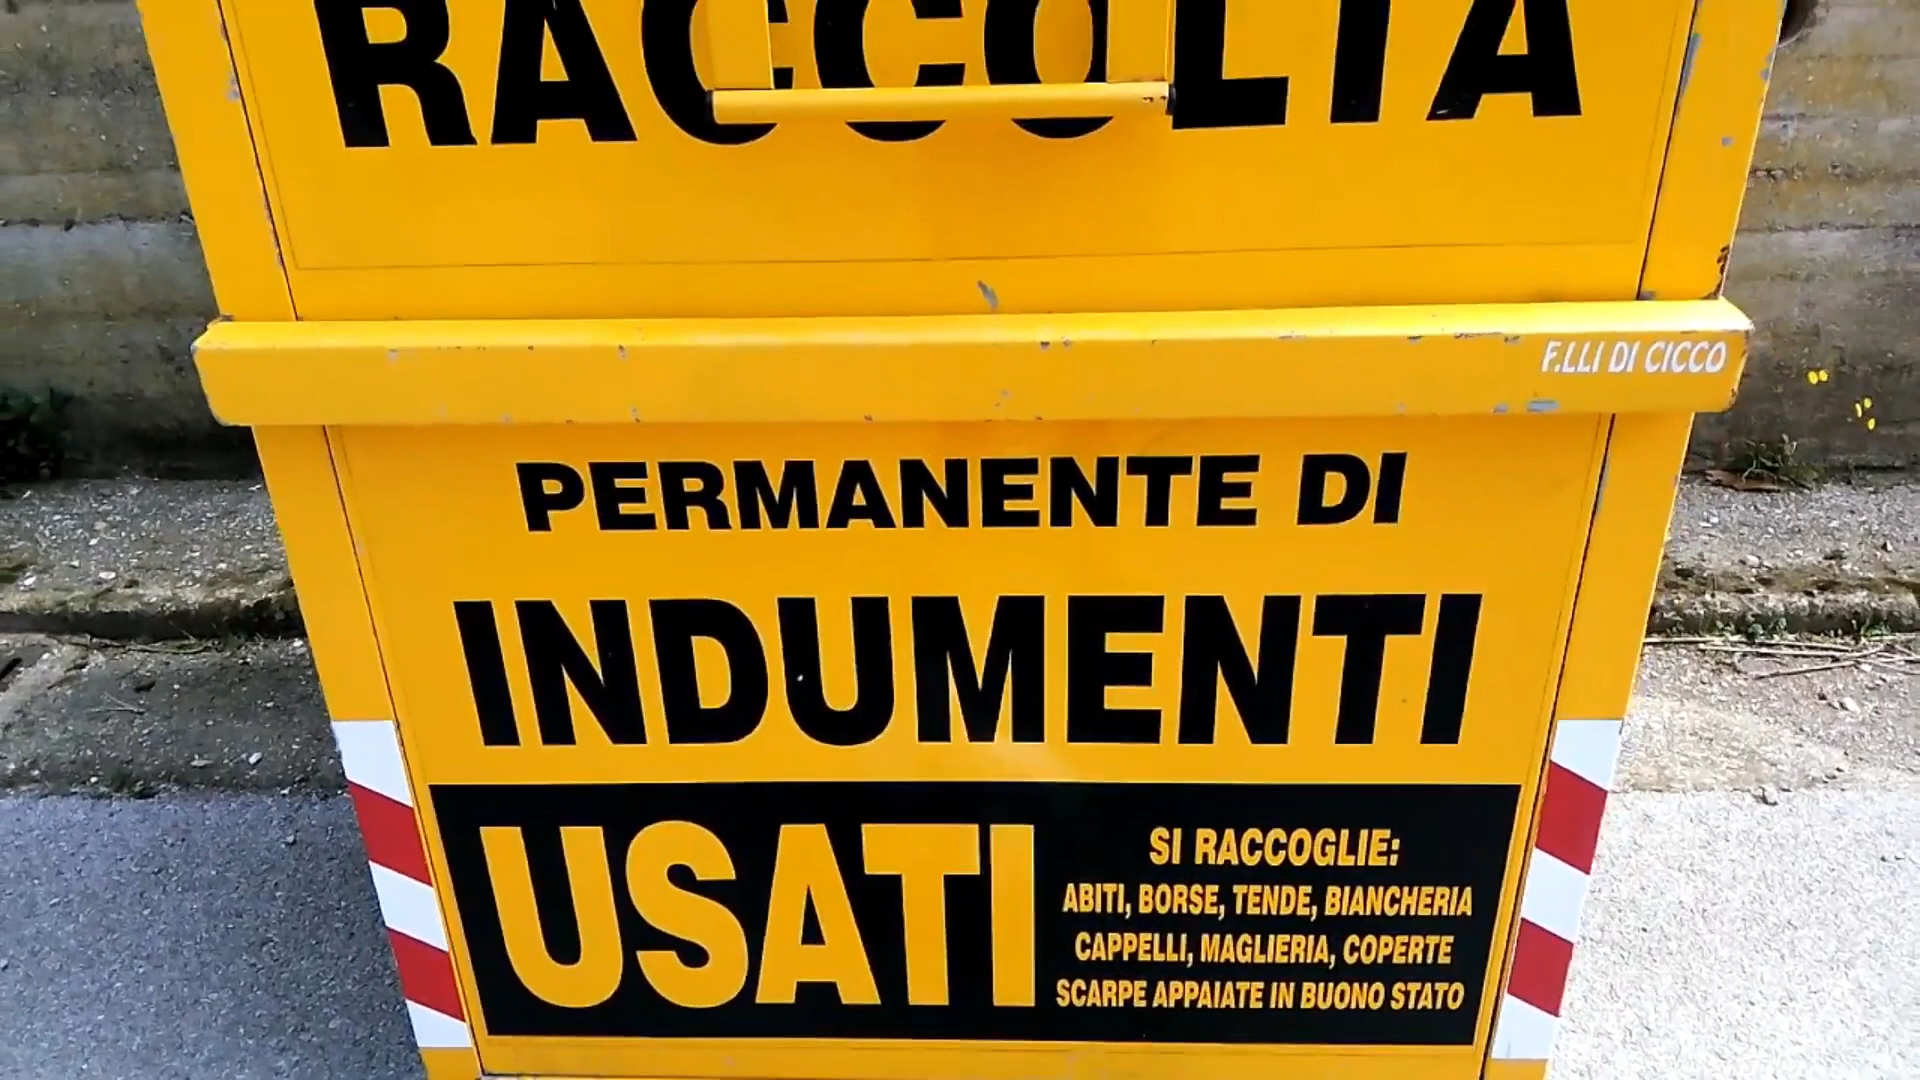 RACCOLTA
F.LLI DI CICCO
PERMANENTE DI
INDUMENTI
USATI
SI RACCOGLIE:
ABITI, BORSE, TENDE, BIANCHERIA
CAPPELLI, MAGLIERIA, COPERTE
SCARPE APPAIATE IN BUONO STATO